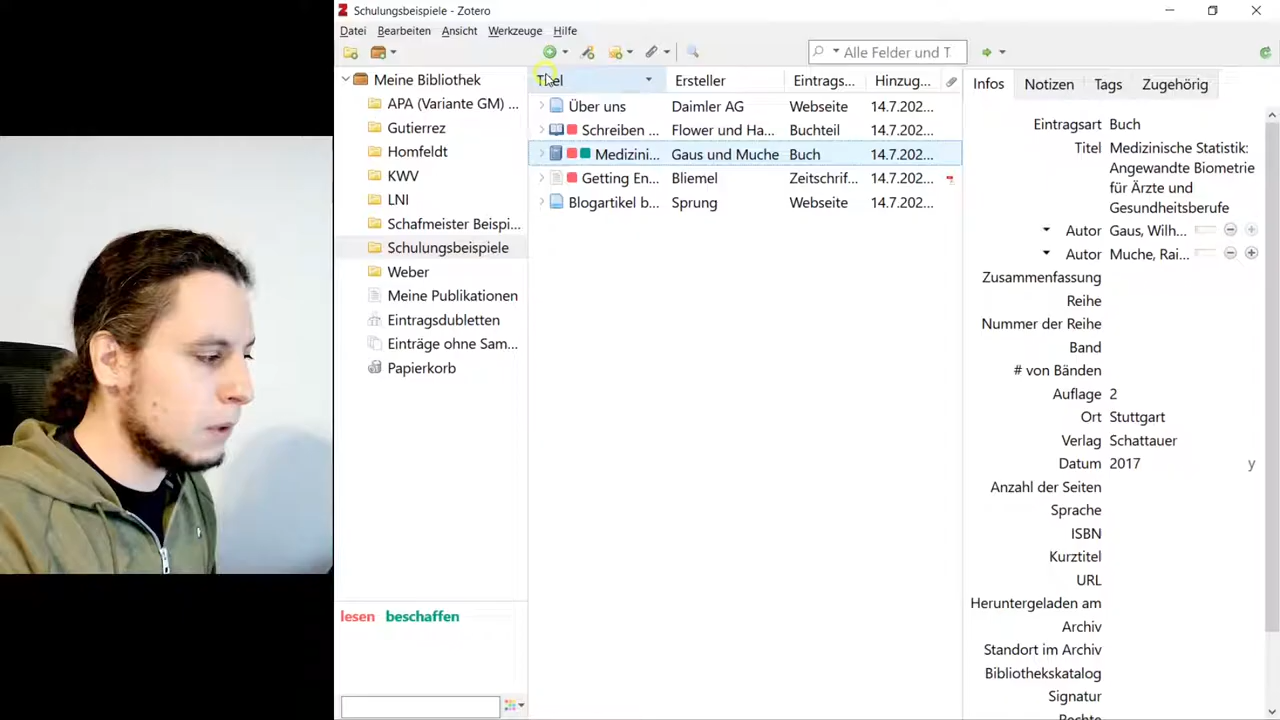 Schulungsbeispiele - Zotero
Datei Bearbeiten Ansicht Werkzeuge Hilfe
Alle Felder und T
Meine Bibliothek
APA (Variante GM) ...
Gutierrez
Homfeldt
KWV
LNI
Schafmeister Beispi...
Schulungsbeispiele
Weber
Meine Publikationen
Eintragsdubletten
Einträge ohne Sam...
Papierkorb
lesen beschaffen
Titel Ersteller Eintrags... Hinzug...
Über uns Daimler AG Webseite 14.7.202...
Schreiben ... Flower und Ha... Buchteil 14.7.202...
Medizini... Gaus und Muche Buch 14.7.202...
Getting En... Bliemel Zeitschrif... 14.7.202...
Blogartikel b... Sprung Webseite 14.7.202...
Infos Notizen Tags Zugehörig
Eintragsart Buch
Titel Medizinische Statistik:
Angewandte Biometrie
für Ärzte und
Gesundheitsberufe
Autor Gaus, Wilh...
Autor Muche, Rai...
Zusammenfassung
Reihe
Nummer der Reihe
Band
# von Bänden
Auflage 2
Ort Stuttgart
Verlag Schattauer
Datum 2017 y
Anzahl der Seiten
Sprache
ISBN
Kurztitel
URL
Heruntergeladen am
Archiv
Standort im Archiv
Bibliothekskatalog
Signatur
Rechte